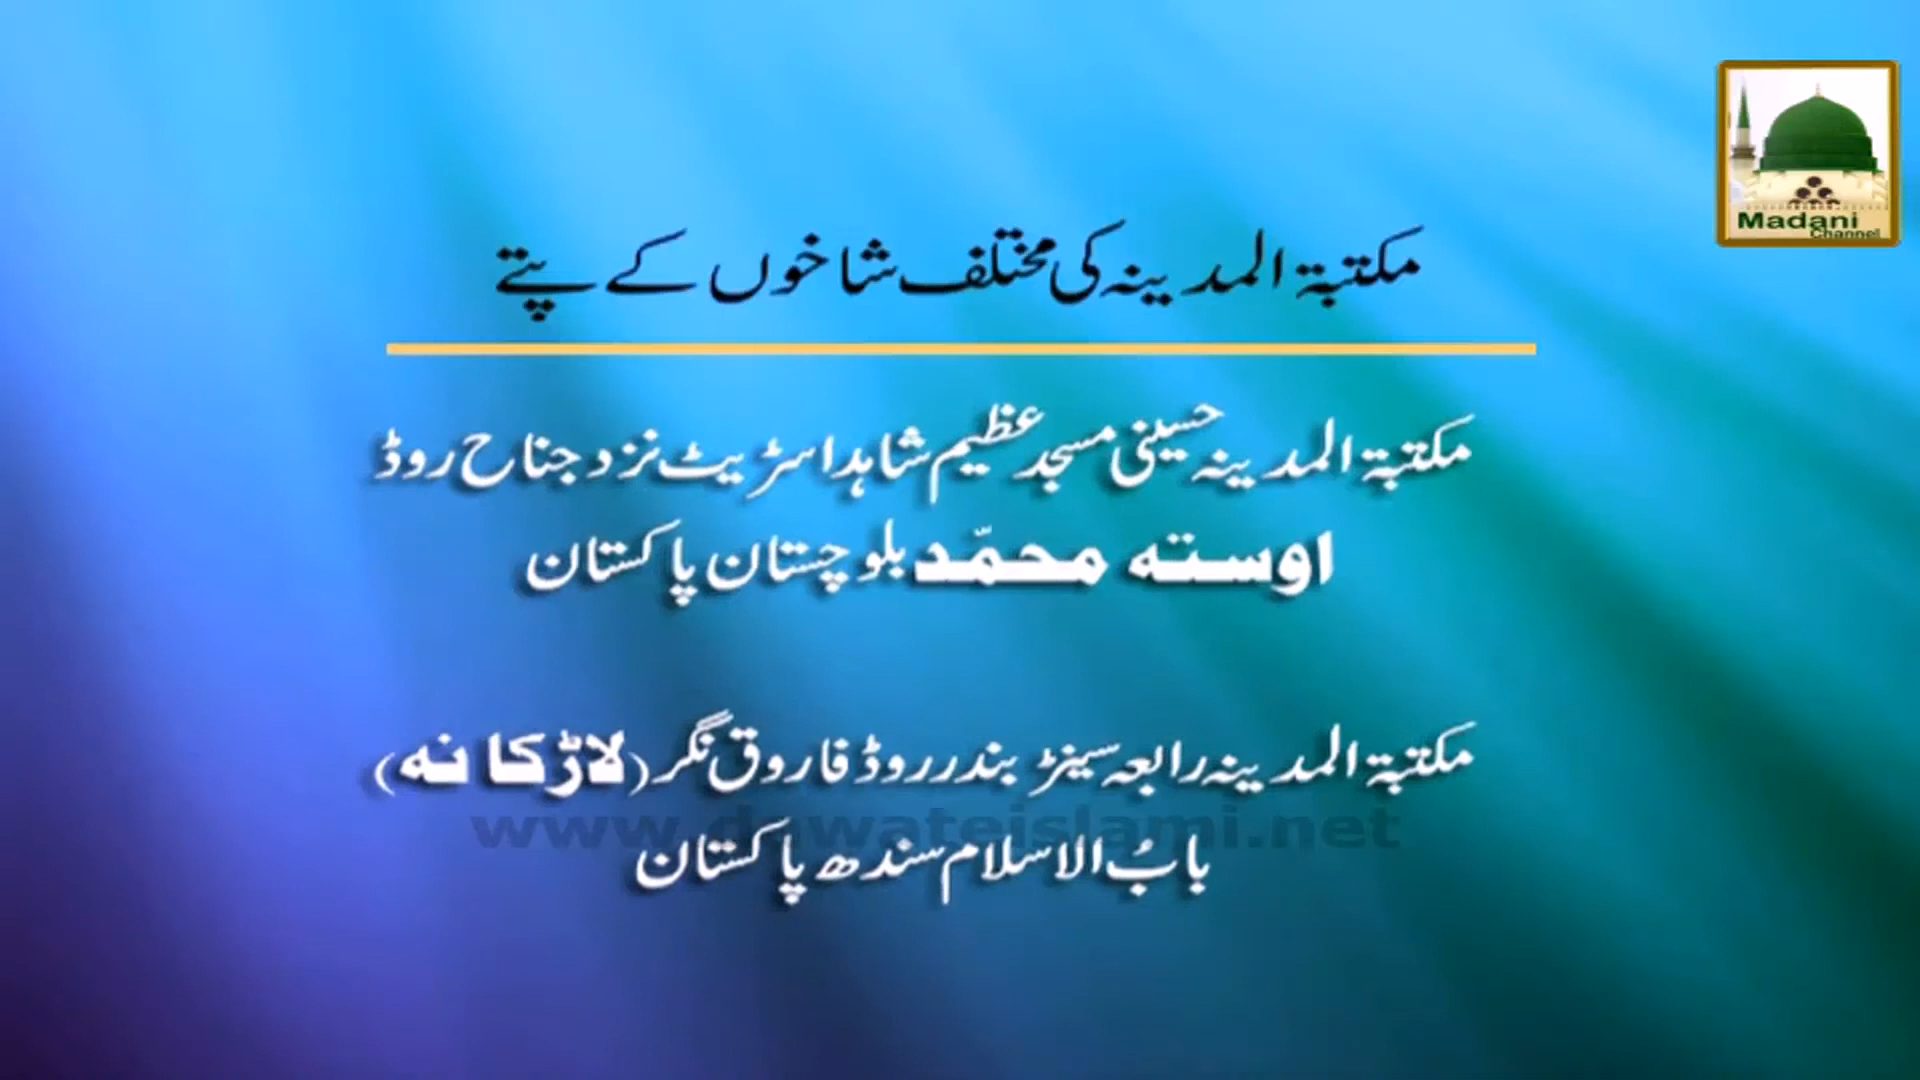 Madani
Channel
مکتبۃ المدینہ کی مختلف شاخوں کے پتے
مکتبۃ المدینہ حسینی مسجد عظیم شاہ اسٹریٹ نزد جناح روڈ
اوستہ محمّد بلوچستان پاکستان
مکتبۃ المدینہ رابعہ سینٹر بندر روڈ فاروق نگر (لاڑکانہ)
www.dawateislami.net
بابُ الاسلام سندھ پاکستان